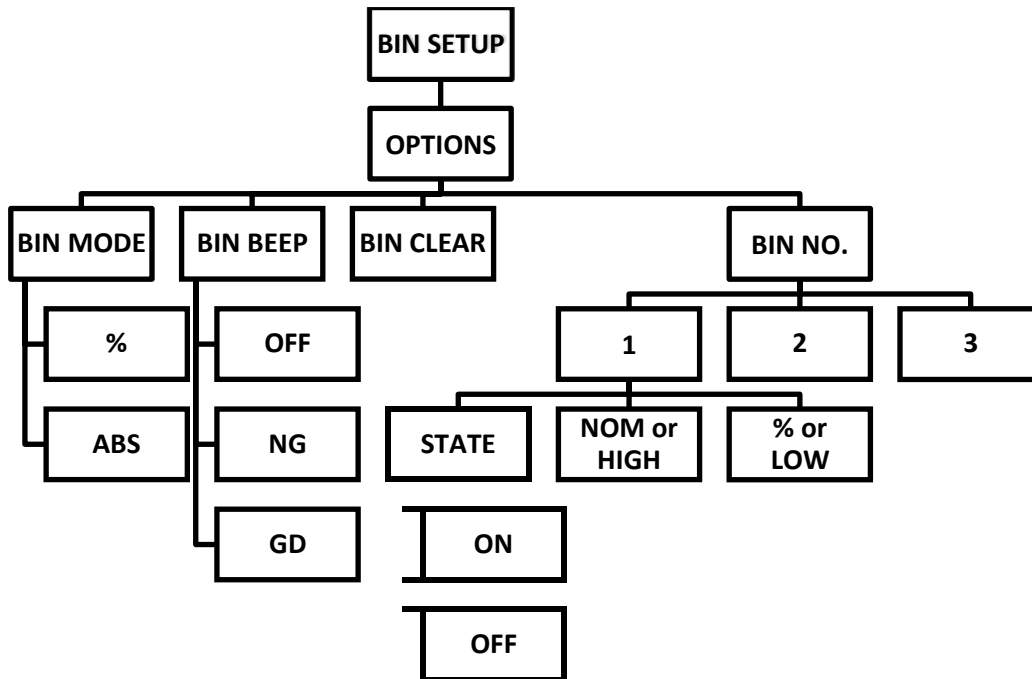 BIN SETUP
OPTIONS
BIN MODE
BIN BEEP
BIN CLEAR
BIN NO.
%
OFF
1
2
3
ABS
NG
STATE
NOM or
HIGH
% or
LOW
GD
ON
OFF